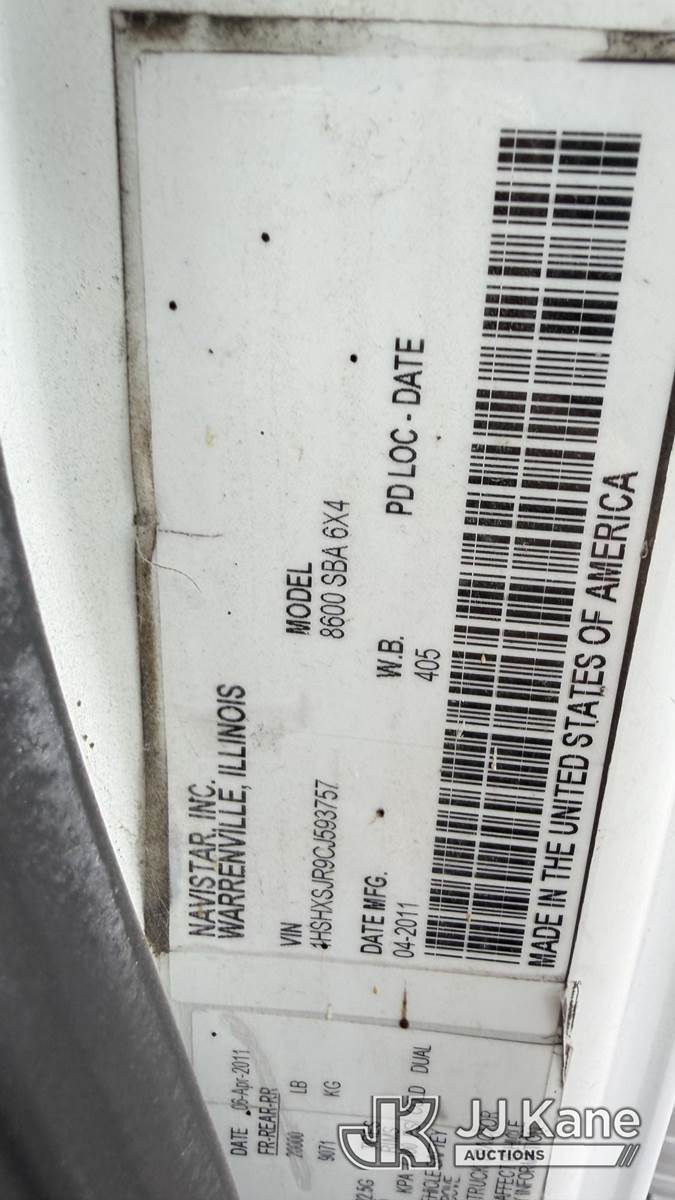 NAVISTAR, INC.
WARRENVILLE, ILLINOIS
VIN
1HSHXSJR9CJ593757
MODEL
8600 SBA 6X4
DATE MFG.
04-2011
W.B.
405
PD LOC - DATE
MADE IN THE UNITED STATES OF AMERICA
DATE 06-Apr-2011
FR-REAR-RR
LB
9071 KG
KPA
DUAL
JJ Kane
AUCTIONS